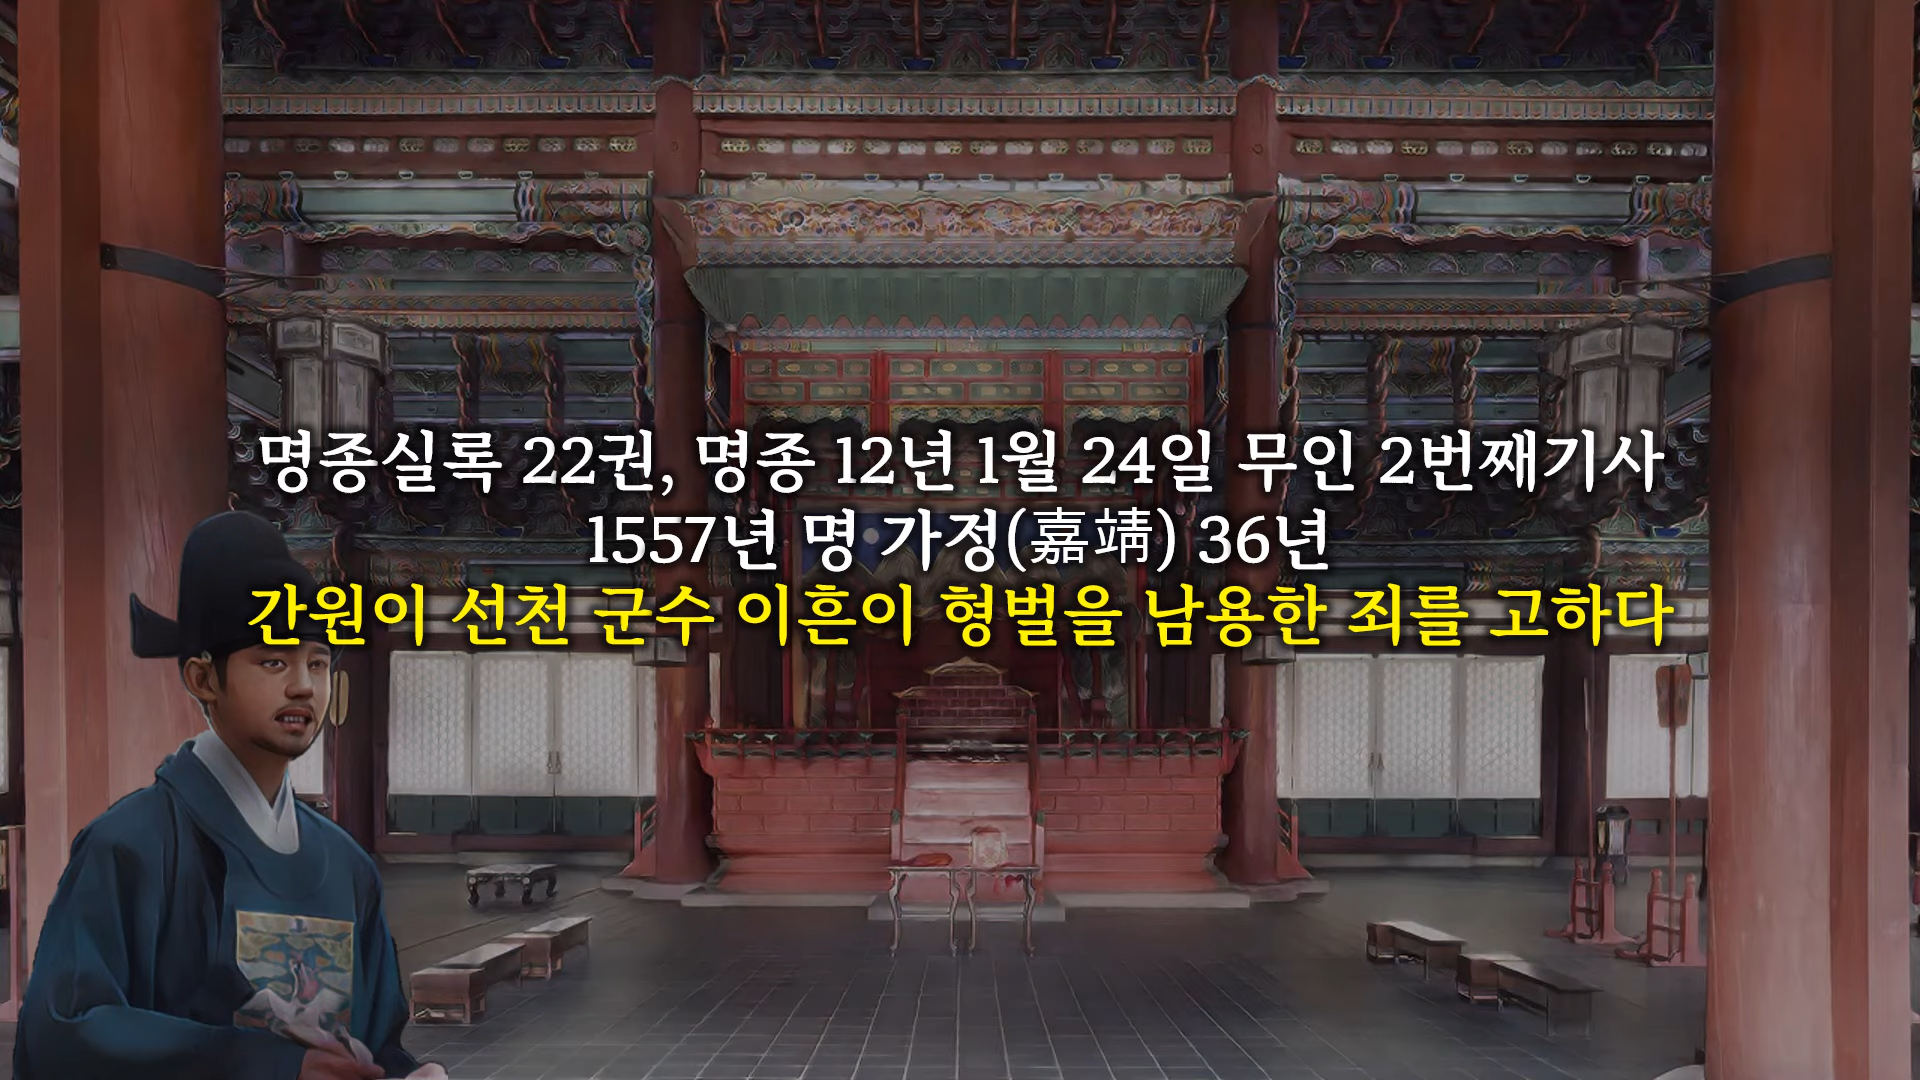 명종실록 22권, 명종 12년 1월 24일 무인 2번째기사
1557년 명 가정(嘉靖) 36년
간원이 선천 군수 이흔이 형벌을 남용한 죄를 고하다